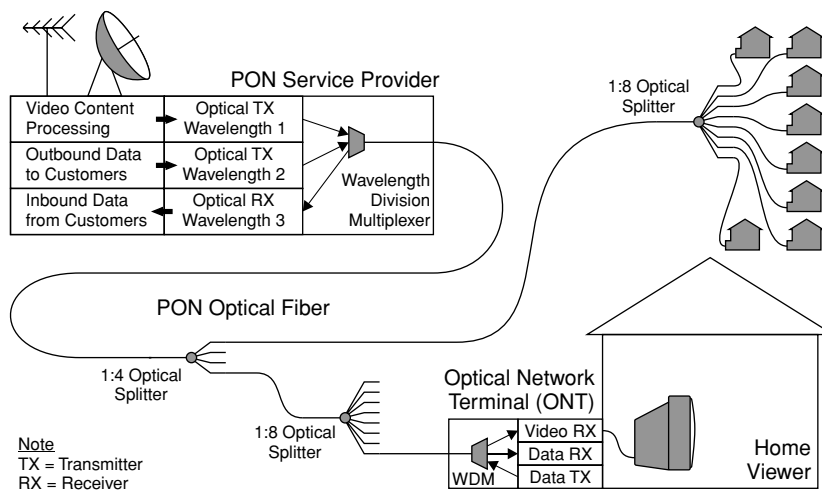 PON Service Provider
Video Content
Processing
Optical TX
Wavelength 1
Outbound Data
to Customers
Optical TX
Wavelength 2
Inbound Data
from Customers
Optical RX
Wavelength 3
Wavelength
Division
Multiplexer
1:8 Optical
Splitter
PON Optical Fiber
1:4 Optical
Splitter
1:8 Optical
Splitter
Optical Network
Terminal (ONT)
Video RX
Data RX
Data TX
WDM
Home
Viewer
Note
TX = Transmitter
RX = Receiver